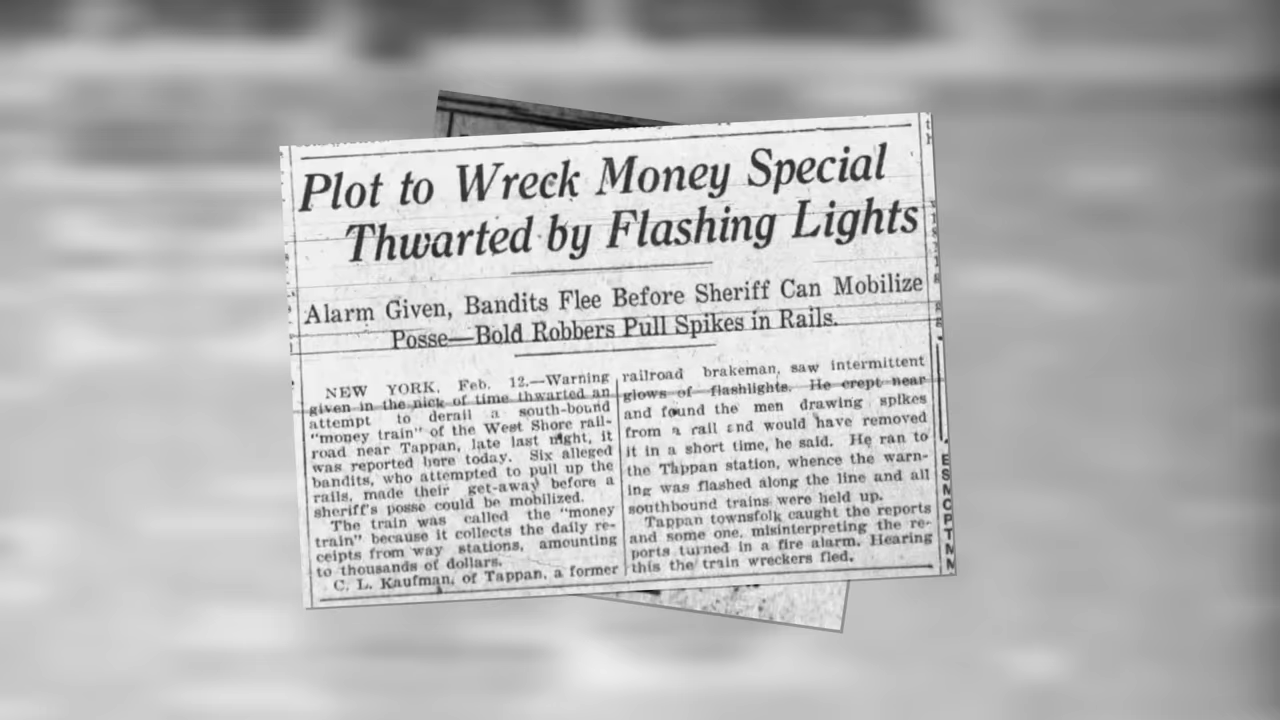 Plot to Wreck Money Special
Thwarted by Flashing Lights
Alarm Given, Bandits Flee Before Sheriff Can Mobilize
Posse—Bold Robbers Pull Spikes in Rails.
NEW YORK, Feb. 12.—Warning
given in the nick of time thwarted an
attempt to derail a south-bound
"money train" of the West Shore rail-
road near Tappan, late last night, it
was reported here today. Six alleged
bandits, who attempted to pull up the
rails, made their get-away before a
sheriff's posse could be mobilized.
The train was called the "money
train" because it collects the daily re-
ceipts from way stations, amounting
to thousands of dollars.
C. L. Kaufman, of Tappan, a former
railroad brakeman, saw intermittent
glows of flashlights. He crept near
and found the men drawing spikes
from a rail and would have removed
it in a short time, he said. He ran to
the Tappan station, whence the warn-
ing was flashed along the line and all
southbound trains were held up.
Tappan townsfolk caught the reports
and some one, misinterpreting the re-
ports turned in a fire alarm. Hearing
this the train wreckers fled.